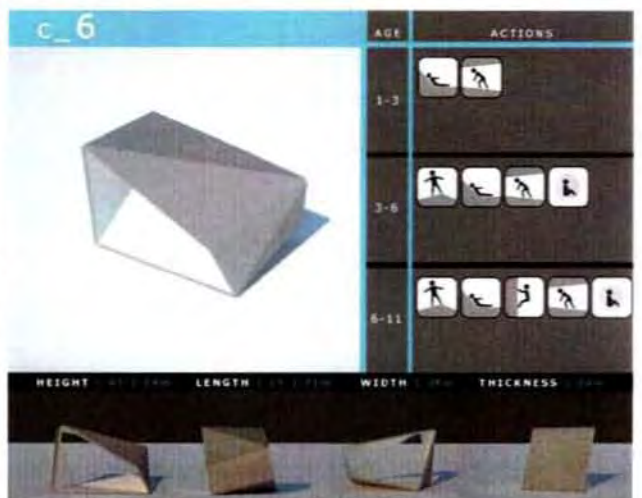 c_6
AGE
ACTIONS
1-3
3-6
6-11
HEIGHT
LENGTH
WIDTH
THICKNESS